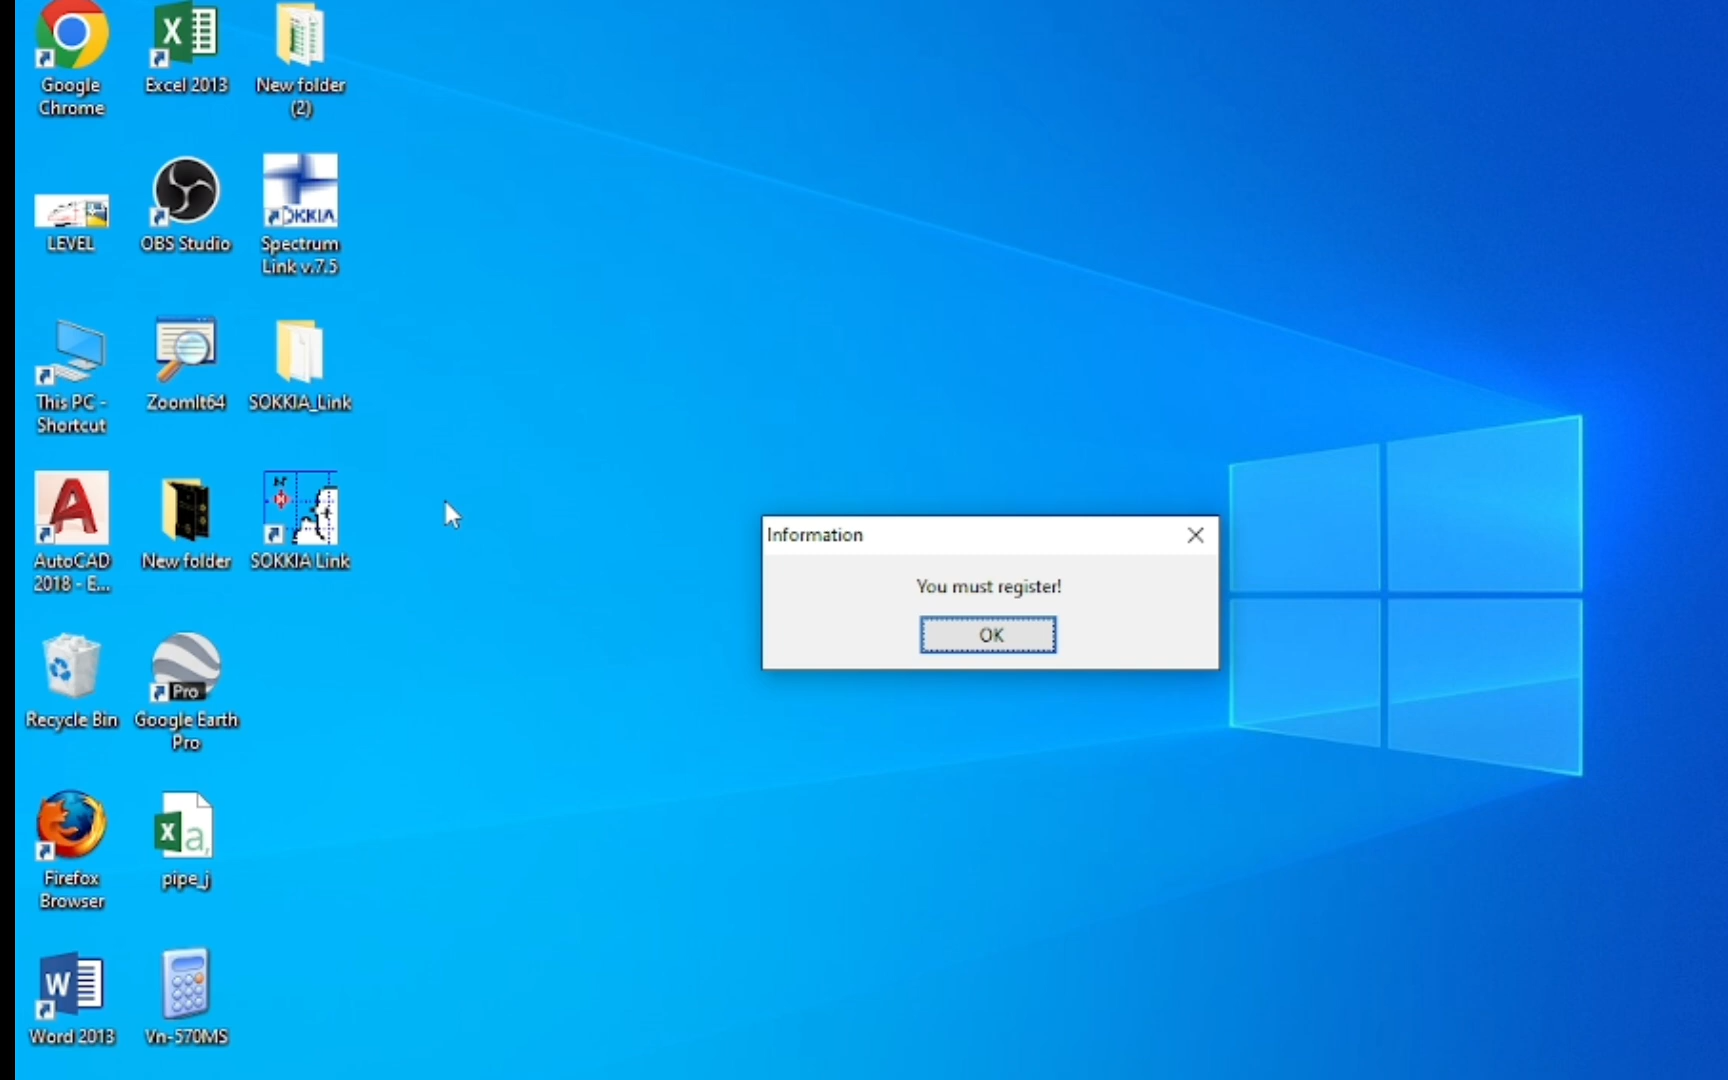 Google
Chrome
Excel 2013
New folder
(2)
LEVEL
OBS Studio
OKKIA
Spectrum
Link v.7.5
This PC -
Shortcut
ZoomIt64
SOKKIA_Link
AutoCAD
2018 - E...
New folder
N
SOKKIA Link
Recycle Bin
Pro
Google Earth
Pro
Firefox
Browser
X a,
pipe_j
W
Word 2013
Vn-570MS
Information
You must register!
OK